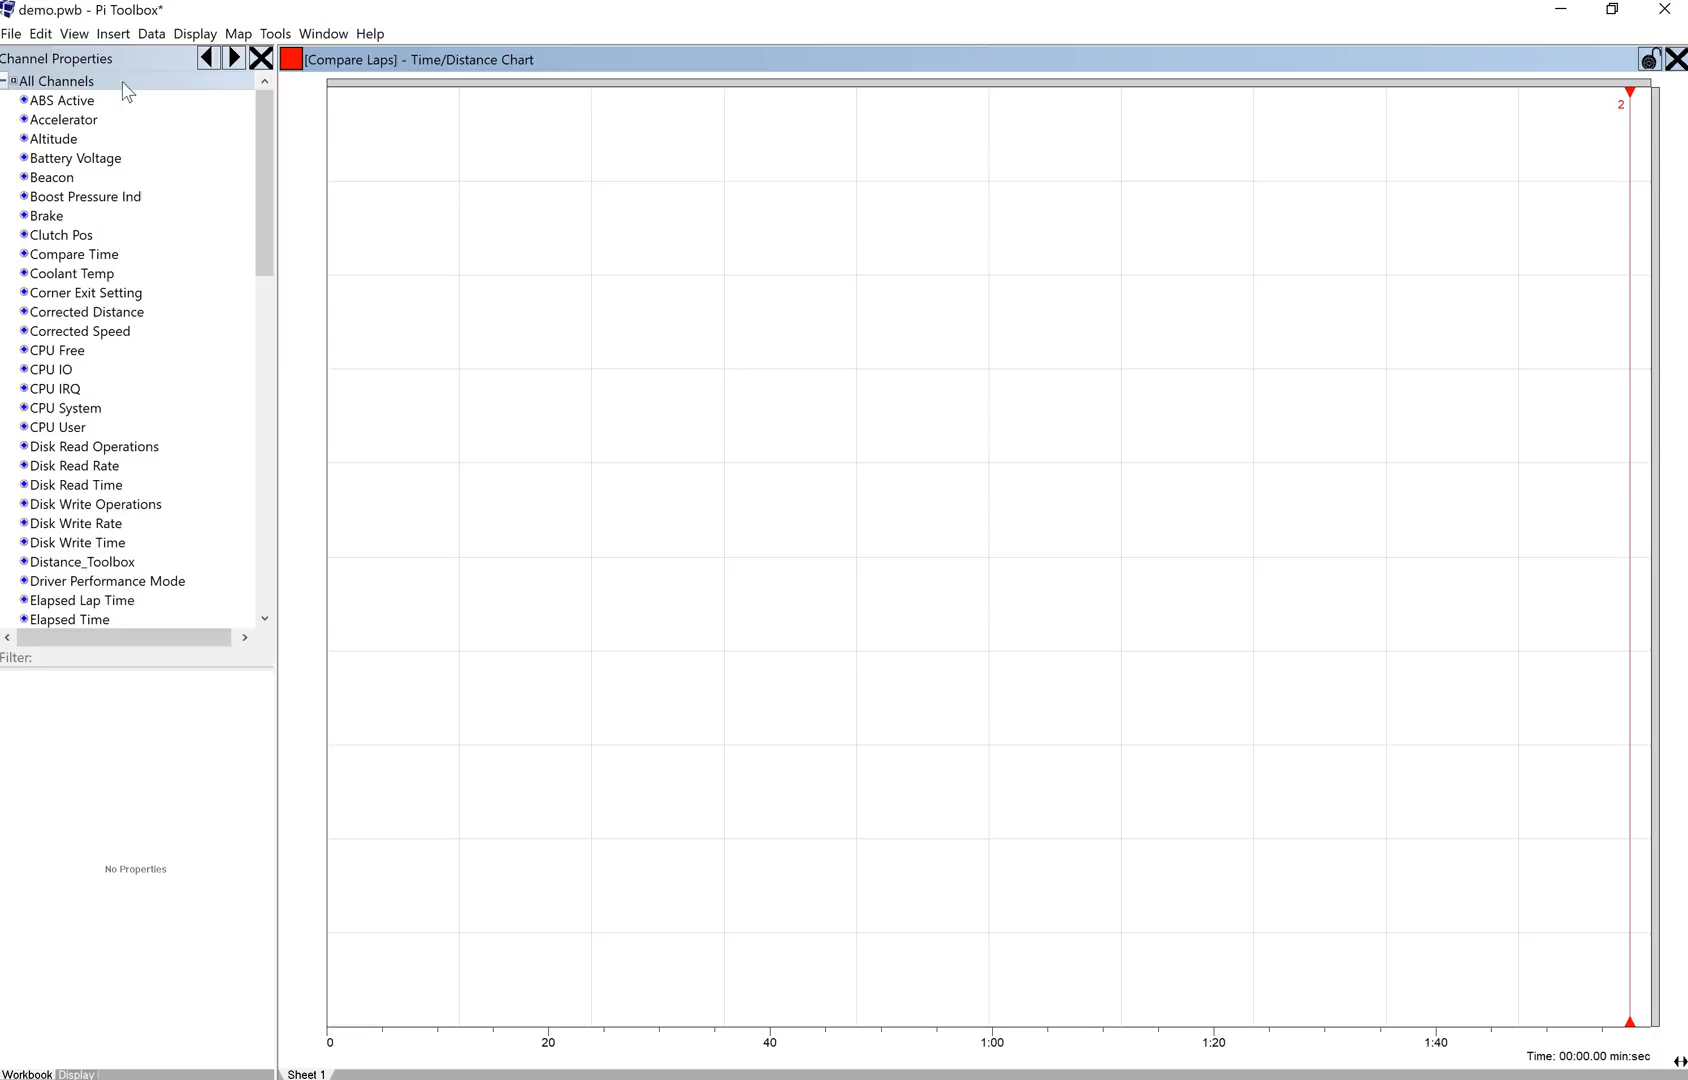 demo.pwb - Pi Toolbox*
File Edit View Insert Data Display Map Tools Window Help
Channel Properties
[Compare Laps] - Time/Distance Chart
All Channels
ABS Active
Accelerator
Altitude
Battery Voltage
Beacon
Boost Pressure Ind
Brake
Clutch Pos
Compare Time
Coolant Temp
Corner Exit Setting
Corrected Distance
Corrected Speed
CPU Free
CPU IO
CPU IRQ
CPU System
CPU User
Disk Read Operations
Disk Read Rate
Disk Read Time
Disk Write Operations
Disk Write Rate
Disk Write Time
Distance_Toolbox
Driver Performance Mode
Elapsed Lap Time
Elapsed Time
Filter:
No Properties
Workbook Display
2
0 20 40 1:00 1:20 1:40
Time: 00:00.00 min:sec
Sheet 1